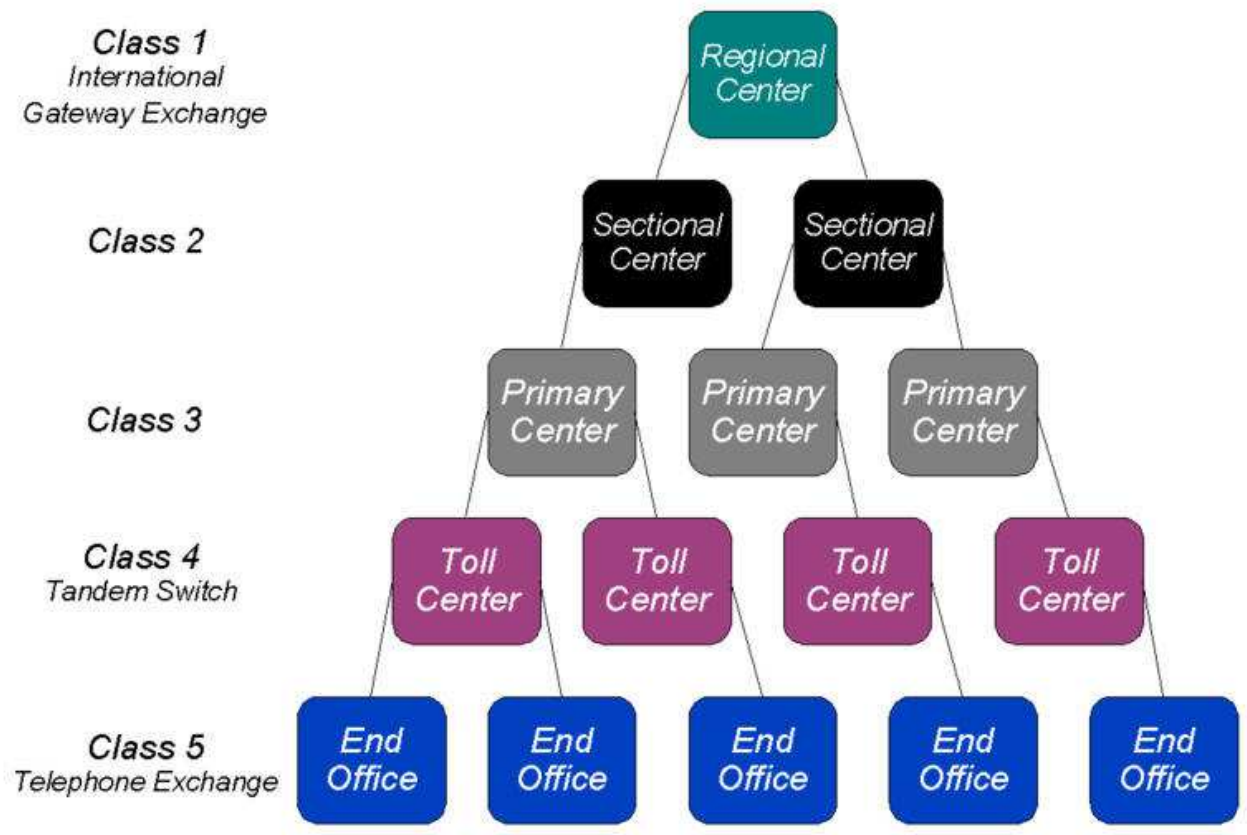 Class 1
International
Gateway Exchange
Regional
Center
Class 2
Sectional
Center
Sectional
Center
Class 3
Primary
Center
Primary
Center
Primary
Center
Class 4
Tandem Switch
Toll
Center
Toll
Center
Toll
Center
Toll
Center
Class 5
Telephone Exchange
End
Office
End
Office
End
Office
End
Office
End
Office